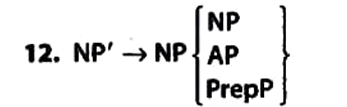 NP
12. NP′ → NP { AP }
PrepP